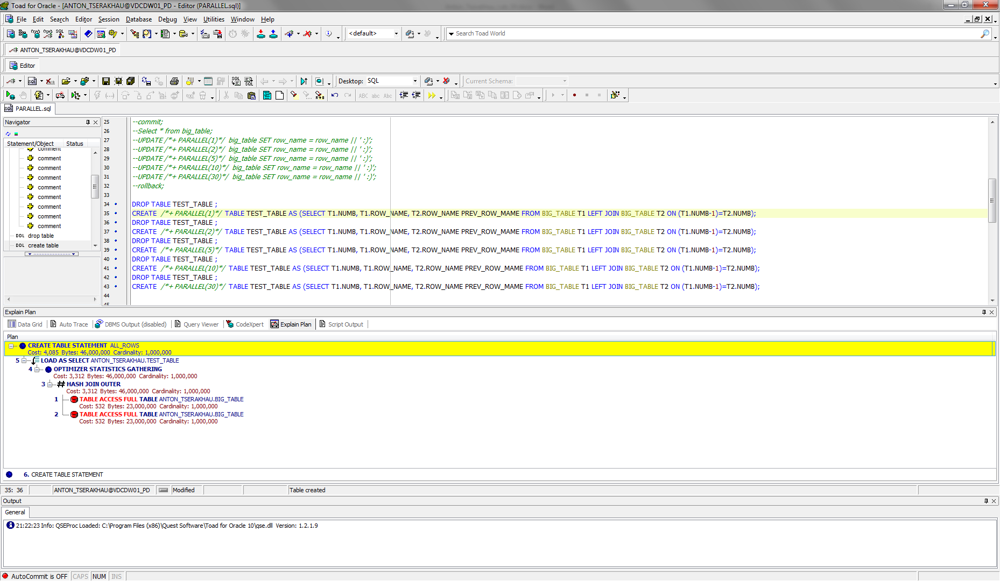 Toad for Oracle - [ANTON_TSERAKHAU@VDCDW01_PD - Editor (PARALLEL.sql)]
File Edit Search Editor Session Database Debug View Utilities Window Help
<default> Search Toad World
ANTON_TSERAKHAU@VDCDW01_PD
Editor
Desktop: SQL Current Schema:
PARALLEL.sql
Navigator
Statement/Object Status
comment
comment
comment
comment
comment
comment
comment
comment
comment
DDL drop table
DDL create table
25 --commit;
26 --Select * from big_table;
27 --UPDATE /*+ PARALLEL(1)*/ big_table SET row_name = row_name || ' :)';
28 --UPDATE /*+ PARALLEL(2)*/ big_table SET row_name = row_name || ' :)';
29 --UPDATE /*+ PARALLEL(5)*/ big_table SET row_name = row_name || ' :)';
30 --UPDATE /*+ PARALLEL(10)*/ big_table SET row_name = row_name || ' :)';
31 --UPDATE /*+ PARALLEL(30)*/ big_table SET row_name = row_name || ' :)';
32 --rollback;
33
34 DROP TABLE TEST_TABLE ;
35 CREATE /*+ PARALLEL(1)*/ TABLE TEST_TABLE AS (SELECT T1.NUMB, T1.ROW_NAME, T2.ROW_NAME PREV_ROW_MAME FROM BIG_TABLE T1 LEFT JOIN BIG_TABLE T2 ON (T1.NUMB-1)=T2.NUMB);
36 DROP TABLE TEST_TABLE ;
37 CREATE /*+ PARALLEL(2)*/ TABLE TEST_TABLE AS (SELECT T1.NUMB, T1.ROW_NAME, T2.ROW_NAME PREV_ROW_MAME FROM BIG_TABLE T1 LEFT JOIN BIG_TABLE T2 ON (T1.NUMB-1)=T2.NUMB);
38 DROP TABLE TEST_TABLE ;
39 CREATE /*+ PARALLEL(5)*/ TABLE TEST_TABLE AS (SELECT T1.NUMB, T1.ROW_NAME, T2.ROW_NAME PREV_ROW_MAME FROM BIG_TABLE T1 LEFT JOIN BIG_TABLE T2 ON (T1.NUMB-1)=T2.NUMB);
40 DROP TABLE TEST_TABLE ;
41 CREATE /*+ PARALLEL(10)*/ TABLE TEST_TABLE AS (SELECT T1.NUMB, T1.ROW_NAME, T2.ROW_NAME PREV_ROW_MAME FROM BIG_TABLE T1 LEFT JOIN BIG_TABLE T2 ON (T1.NUMB-1)=T2.NUMB);
42 DROP TABLE TEST_TABLE ;
43 CREATE /*+ PARALLEL(30)*/ TABLE TEST_TABLE AS (SELECT T1.NUMB, T1.ROW_NAME, T2.ROW_NAME PREV_ROW_MAME FROM BIG_TABLE T1 LEFT JOIN BIG_TABLE T2 ON (T1.NUMB-1)=T2.NUMB);
44
45
Explain Plan
Data Grid Auto Trace DBMS Output (disabled) Query Viewer CodeXpert Explain Plan Script Output
Plan
CREATE TABLE STATEMENT ALL_ROWS
Cost: 4,085 Bytes: 46,000,000 Cardinality: 1,000,000
5 LOAD AS SELECT ANTON_TSERAKHAU.TEST_TABLE
4 OPTIMIZER STATISTICS GATHERING
Cost: 3,312 Bytes: 46,000,000 Cardinality: 1,000,000
3 HASH JOIN OUTER
Cost: 3,312 Bytes: 46,000,000 Cardinality: 1,000,000
1 TABLE ACCESS FULL TABLE ANTON_TSERAKHAU.BIG_TABLE
Cost: 532 Bytes: 23,000,000 Cardinality: 1,000,000
2 TABLE ACCESS FULL TABLE ANTON_TSERAKHAU.BIG_TABLE
Cost: 532 Bytes: 23,000,000 Cardinality: 1,000,000
6. CREATE TABLE STATEMENT
35: 36 ANTON_TSERAKHAU@VDCDW01_PD Modified Table created
Output
General
21:22:23 Info: QSEProc Loaded: C:\Program Files (x86)\Quest Software\Toad for Oracle 10\qse.dll Version: 1.2.1.9
AutoCommit is OFF CAPS NUM INS